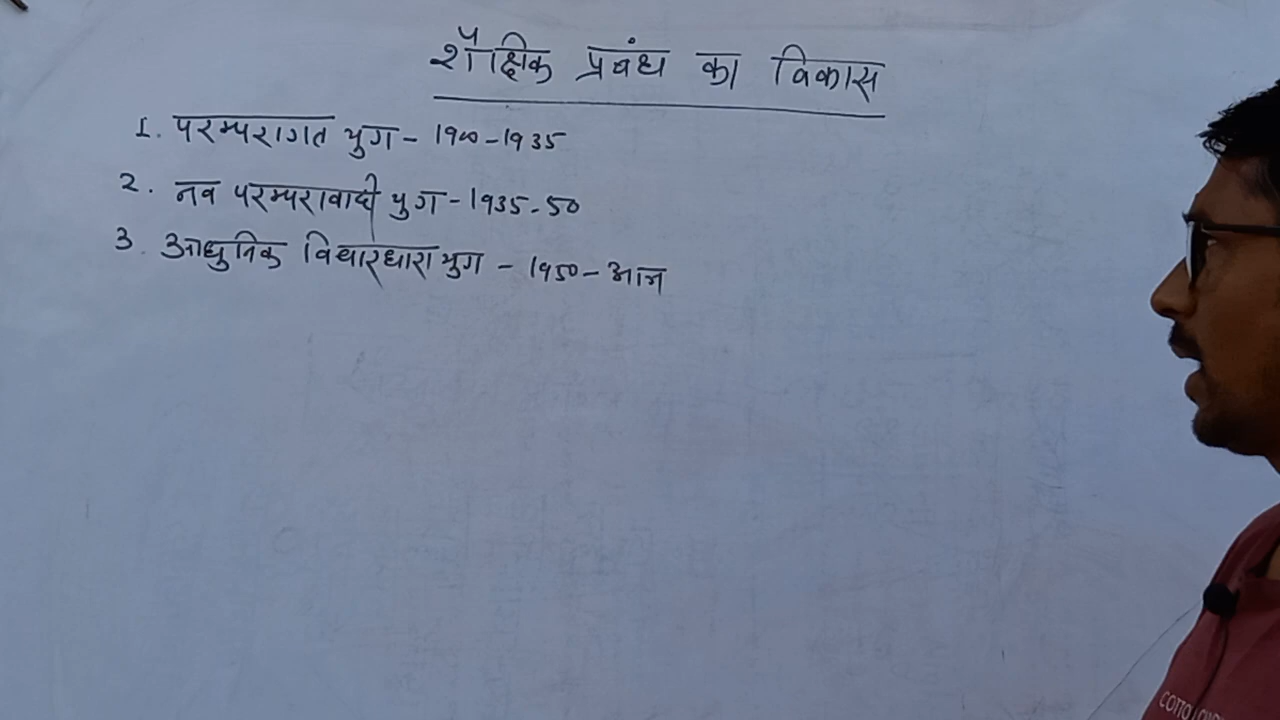 शैक्षिक प्रबंध का विकास
1. परम्परागत युग - 1900-1935
2. नव परम्परावादी युग - 1935-50
3. आधुनिक विचारधारा युग - 1950 - आज